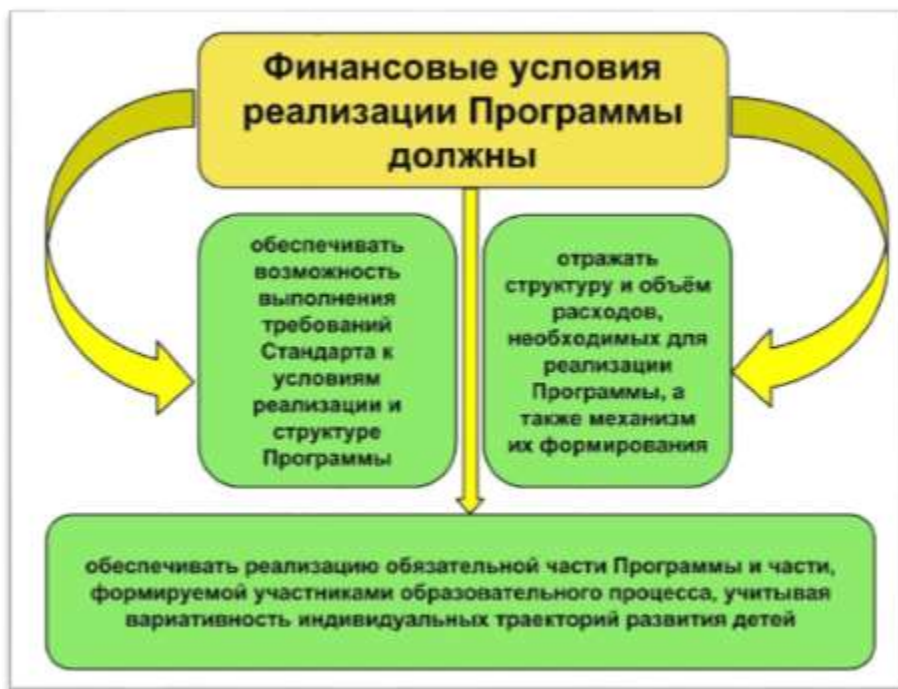 Финансовые условия
реализации Программы
должны
обеспечивать
возможность
выполнения
требований
Стандарта к
условиям
реализации и
структуре
Программы
отражать
структуру и объём
расходов,
необходимых для
реализации
Программы, а
также механизм
их формирования
обеспечивать реализацию обязательной части Программы и части,
формируемой участниками образовательного процесса, учитывая
вариативность индивидуальных траекторий развития детей